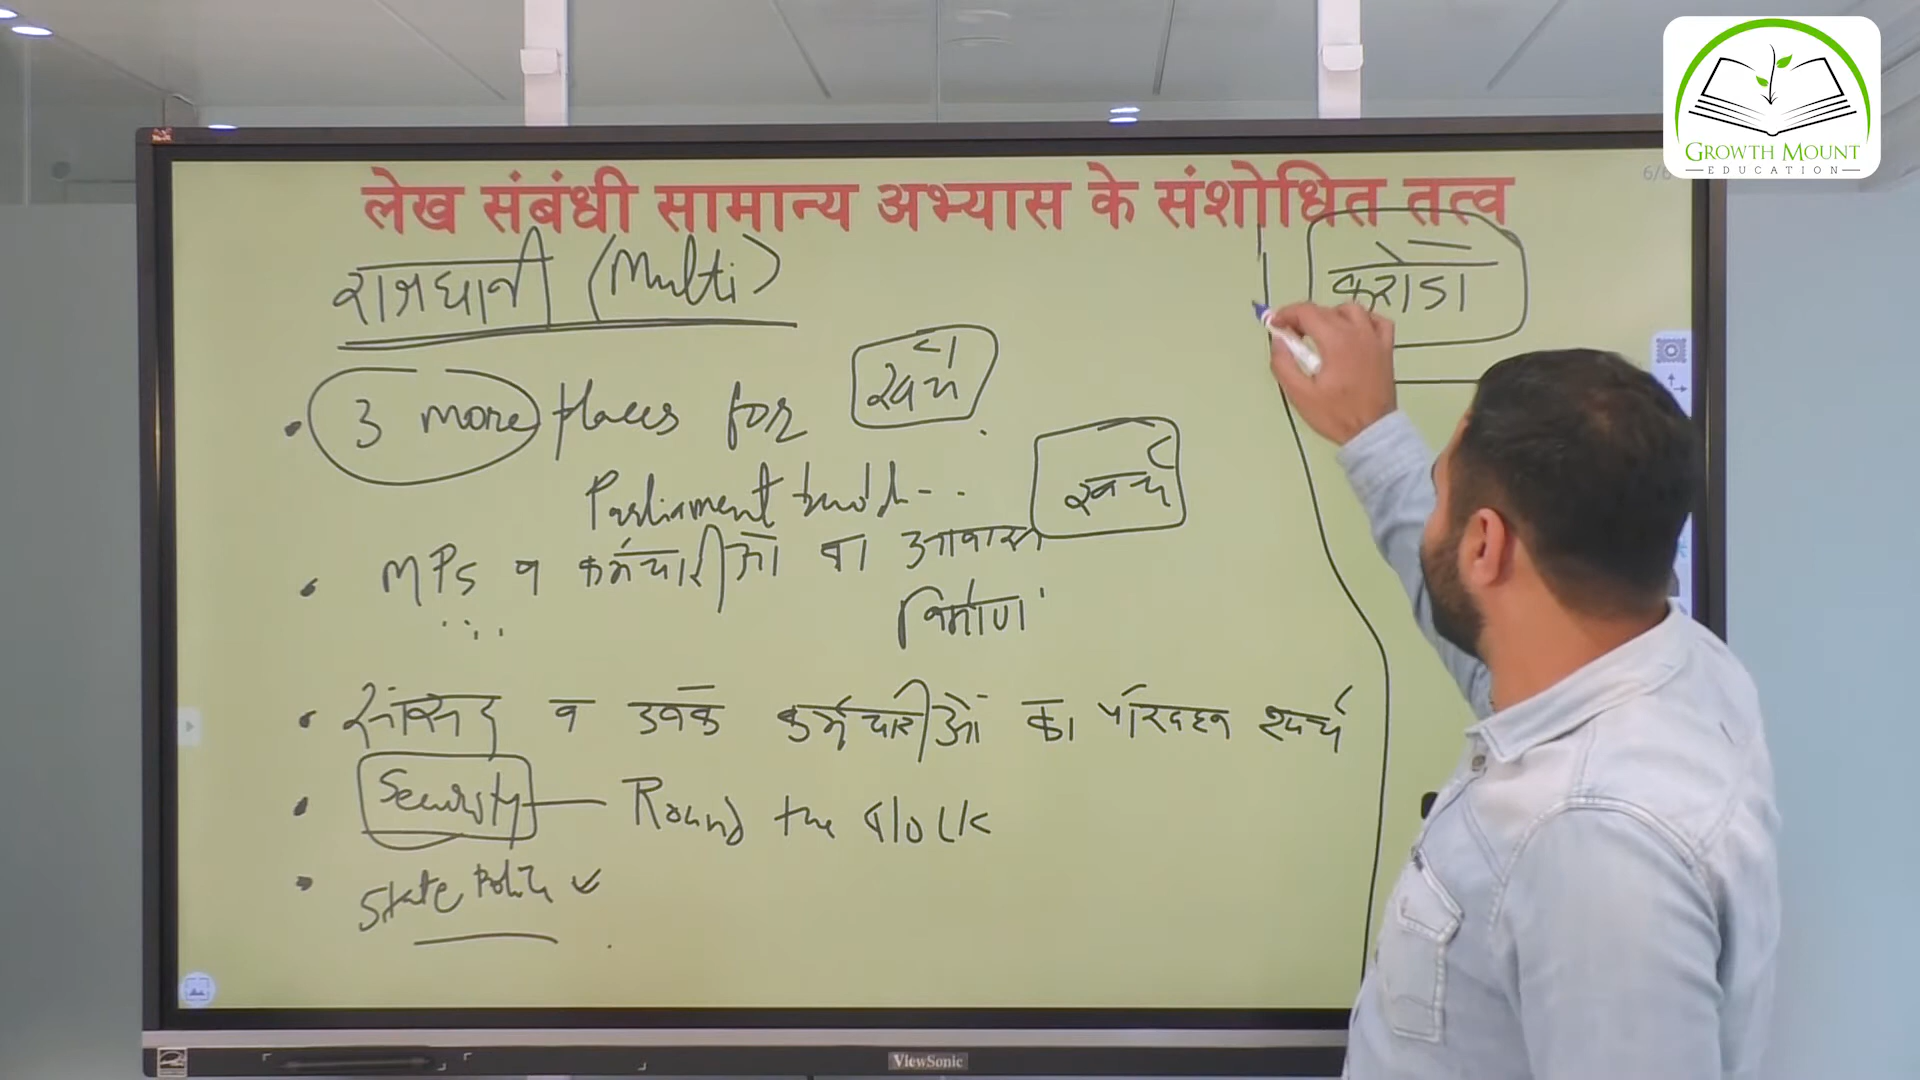 GROWTH MOUNT
EDUCATION
लेख संबंधी सामान्य अभ्यास के संशोधित तत्व
राजधानी (Multi)
करोडो
• 3 more places for खर्चा
Parliament
• MPs व कर्मचारीओ का आवास खर्च
निर्माण
• सांसद व उनके कर्मचारीओं का परिवहन खर्च
• Security — Round the clock
• State Police
ViewSonic